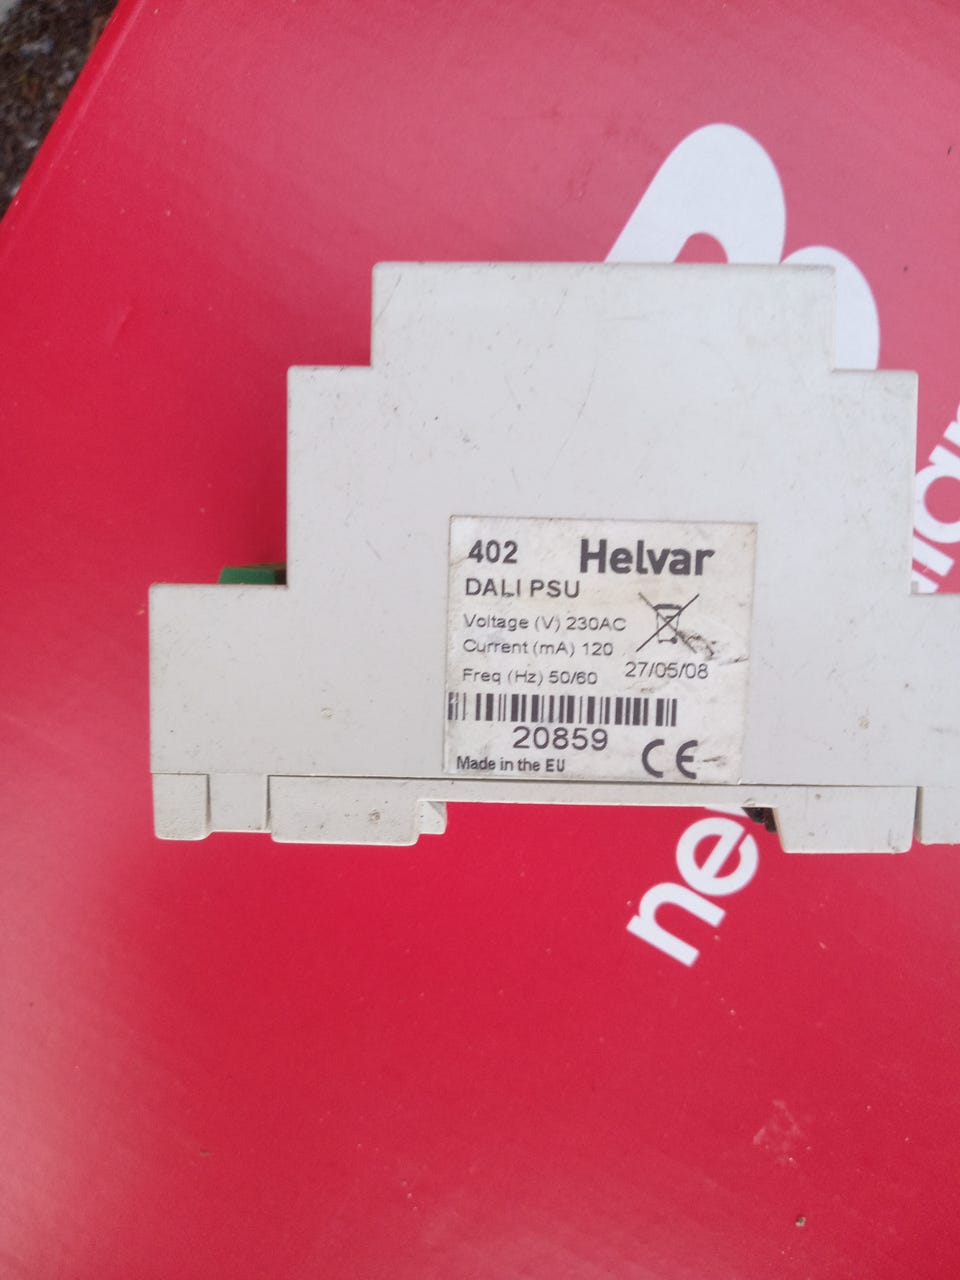 402 Helvar
DALI PSU
Voltage (V) 230AC
Current (mA) 120
Freq (Hz) 50/60 27/05/08
20859
Made in the EU CE